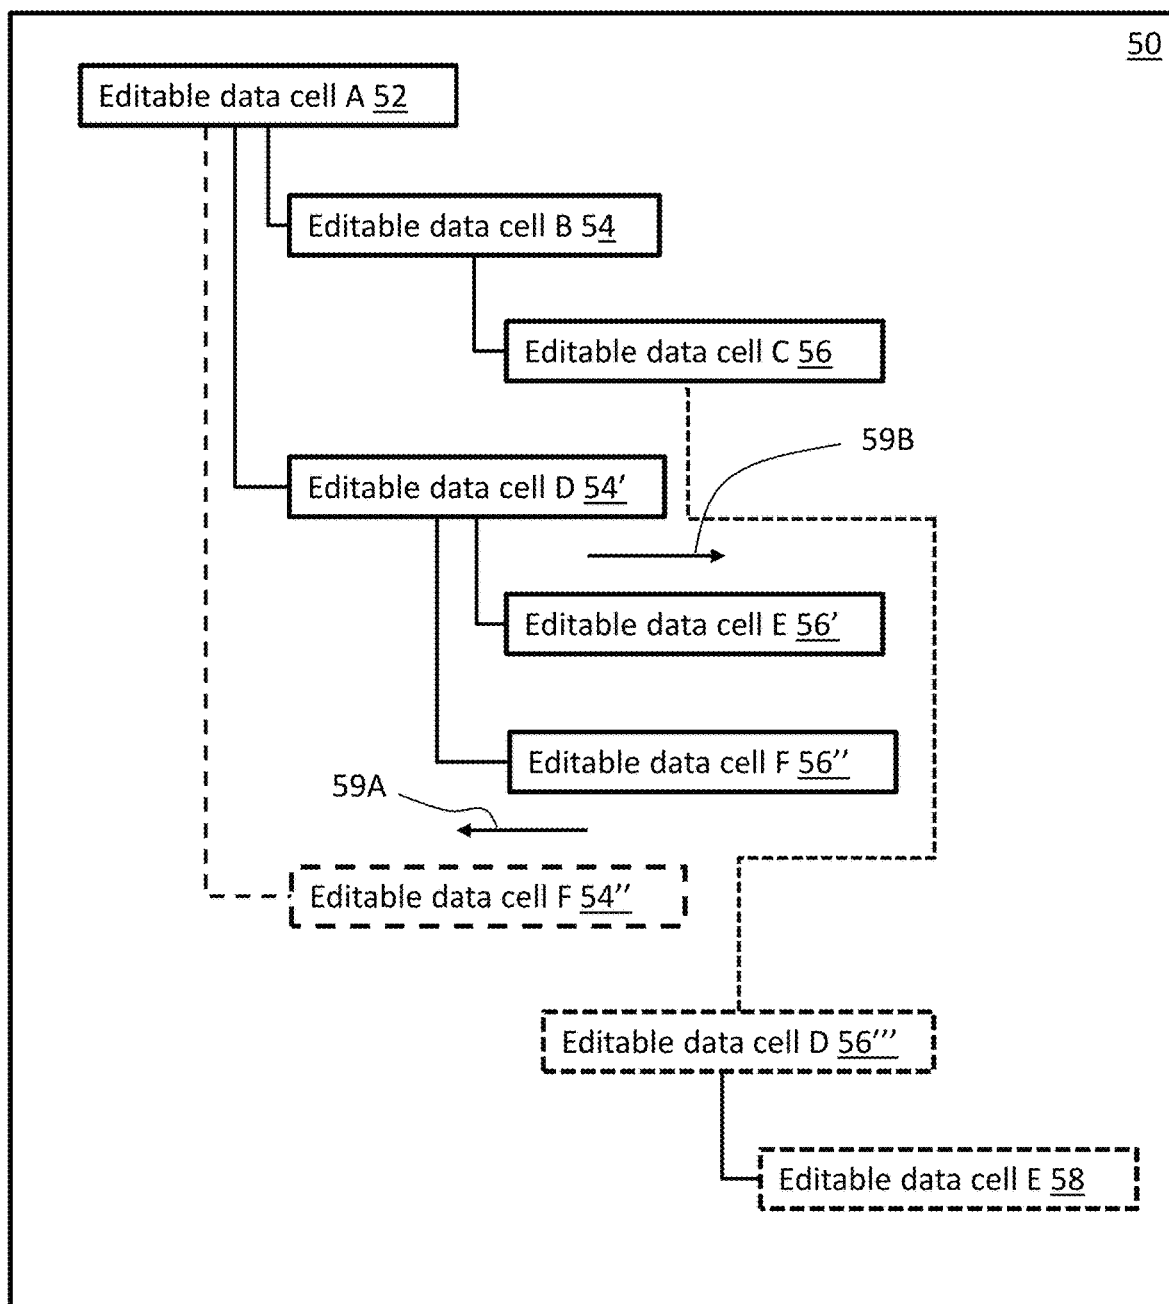 50
Editable data cell A 52
Editable data cell B 54
Editable data cell C 56
59B
Editable data cell D 54′
Editable data cell E 56′
Editable data cell F 56′′
59A
Editable data cell F 54′′
Editable data cell D 56′′′
Editable data cell E 58